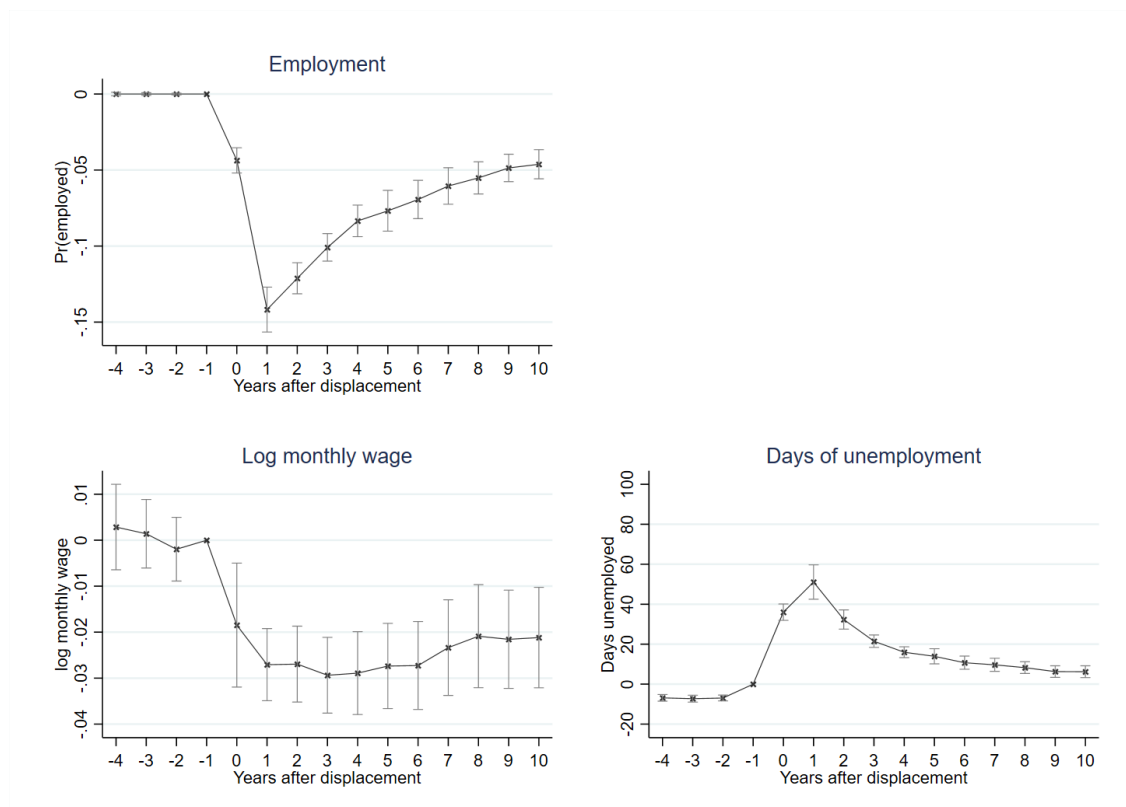 Employment
Pr(employed)
0
-.05
-.1
-.15
-4 -3 -2 -1 0 1 2 3 4 5 6 7 8 9 10
Years after displacement
Log monthly wage
log monthly wage
.01
0
-.01
-.02
-.03
-.04
-4 -3 -2 -1 0 1 2 3 4 5 6 7 8 9 10
Years after displacement
Days of unemployment
Days unemployed
100
80
60
40
20
0
-20
-4 -3 -2 -1 0 1 2 3 4 5 6 7 8 9 10
Years after displacement